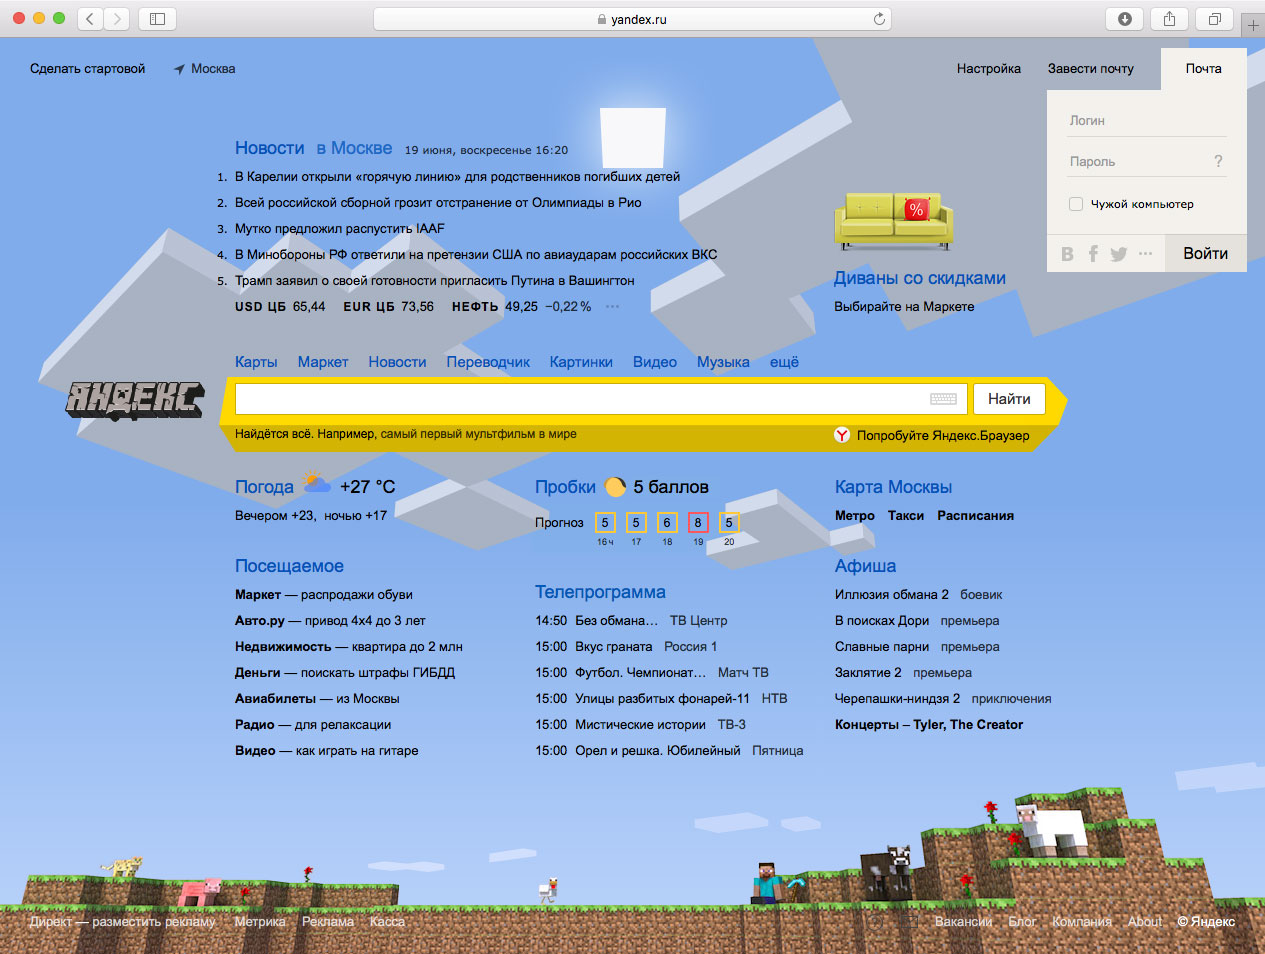 yandex.ru
Сделать стартовой
Москва
Настройка
Завести почту
Почта
Логин
Пароль
?
Чужой компьютер
Войти
Новости в Москве 19 июня, воскресенье 16:20
1. В Карелии открыли «горячую линию» для родственников погибших детей
2. Всей российской сборной грозит отстранение от Олимпиады в Рио
3. Мутко предложил распустить IAAF
4. В Минобороны РФ ответили на претензии США по авиаударам российских ВКС
5. Трамп заявил о своей готовности пригласить Путина в Вашингтон
USD ЦБ 65,44 EUR ЦБ 73,56 НЕФТЬ 49,25 −0,22 % ···
%
Диваны со скидками
Выбирайте на Маркете
Карты Маркет Новости Переводчик Картинки Видео Музыка ещё
ЯНДЕКС
Найти
Найдётся всё. Например, самый первый мультфильм в мире
Попробуйте Яндекс.Браузер
Погода +27 °C
Вечером +23, ночью +17
Пробки 5 баллов
Прогноз 5 5 6 8 5
16 ч 17 18 19 20
Карта Москвы
Метро Такси Расписания
Посещаемое
Маркет — распродажи обуви
Авто.ру — привод 4x4 до 3 лет
Недвижимость — квартира до 2 млн
Деньги — поискать штрафы ГИБДД
Авиабилеты — из Москвы
Радио — для релаксации
Видео — как играть на гитаре
Телепрограмма
14:50 Без обмана… ТВ Центр
15:00 Вкус граната Россия 1
15:00 Футбол. Чемпионат… Матч ТВ
15:00 Улицы разбитых фонарей-11 НТВ
15:00 Мистические истории ТВ-3
15:00 Орел и решка. Юбилейный Пятница
Афиша
Иллюзия обмана 2 боевик
В поисках Дори премьера
Славные парни премьера
Заклятие 2 премьера
Черепашки-ниндзя 2 приключения
Концерты – Tyler, The Creator
Директ — разместить рекламу Метрика Реклама Касса
Вакансии Блог Компания About © Яндекс